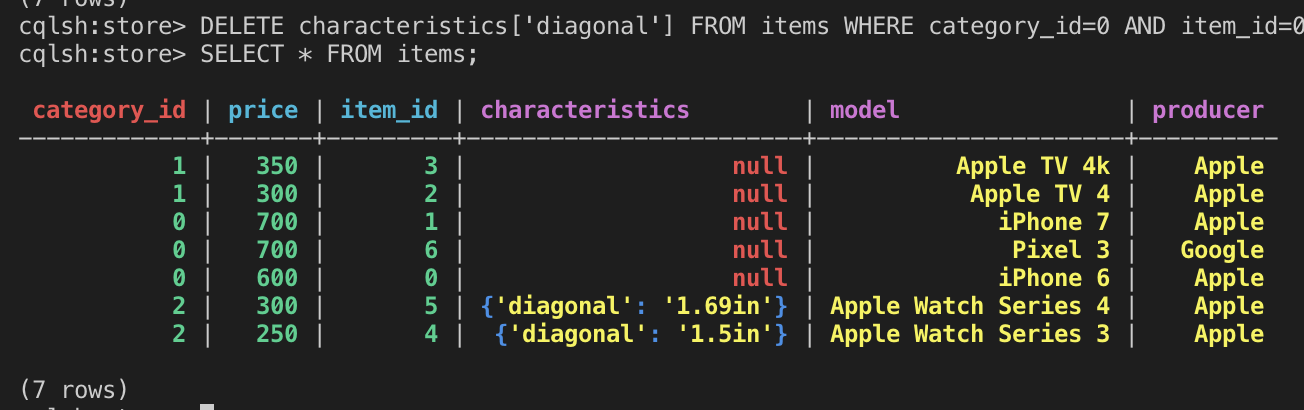 (7 rows)
cqlsh:store> DELETE characteristics['diagonal'] FROM items WHERE category_id=0 AND item_id=0
cqlsh:store> SELECT * FROM items;
category_id | price | item_id | characteristics | model | producer
-------------+-------+---------+------------------------+----------------------+----------
1 | 350 | 3 | null | Apple TV 4k | Apple
1 | 300 | 2 | null | Apple TV 4 | Apple
0 | 700 | 1 | null | iPhone 7 | Apple
0 | 700 | 6 | null | Pixel 3 | Google
0 | 600 | 0 | null | iPhone 6 | Apple
2 | 300 | 5 | {'diagonal': '1.69in'} | Apple Watch Series 4 | Apple
2 | 250 | 4 | {'diagonal': '1.5in'} | Apple Watch Series 3 | Apple
(7 rows)